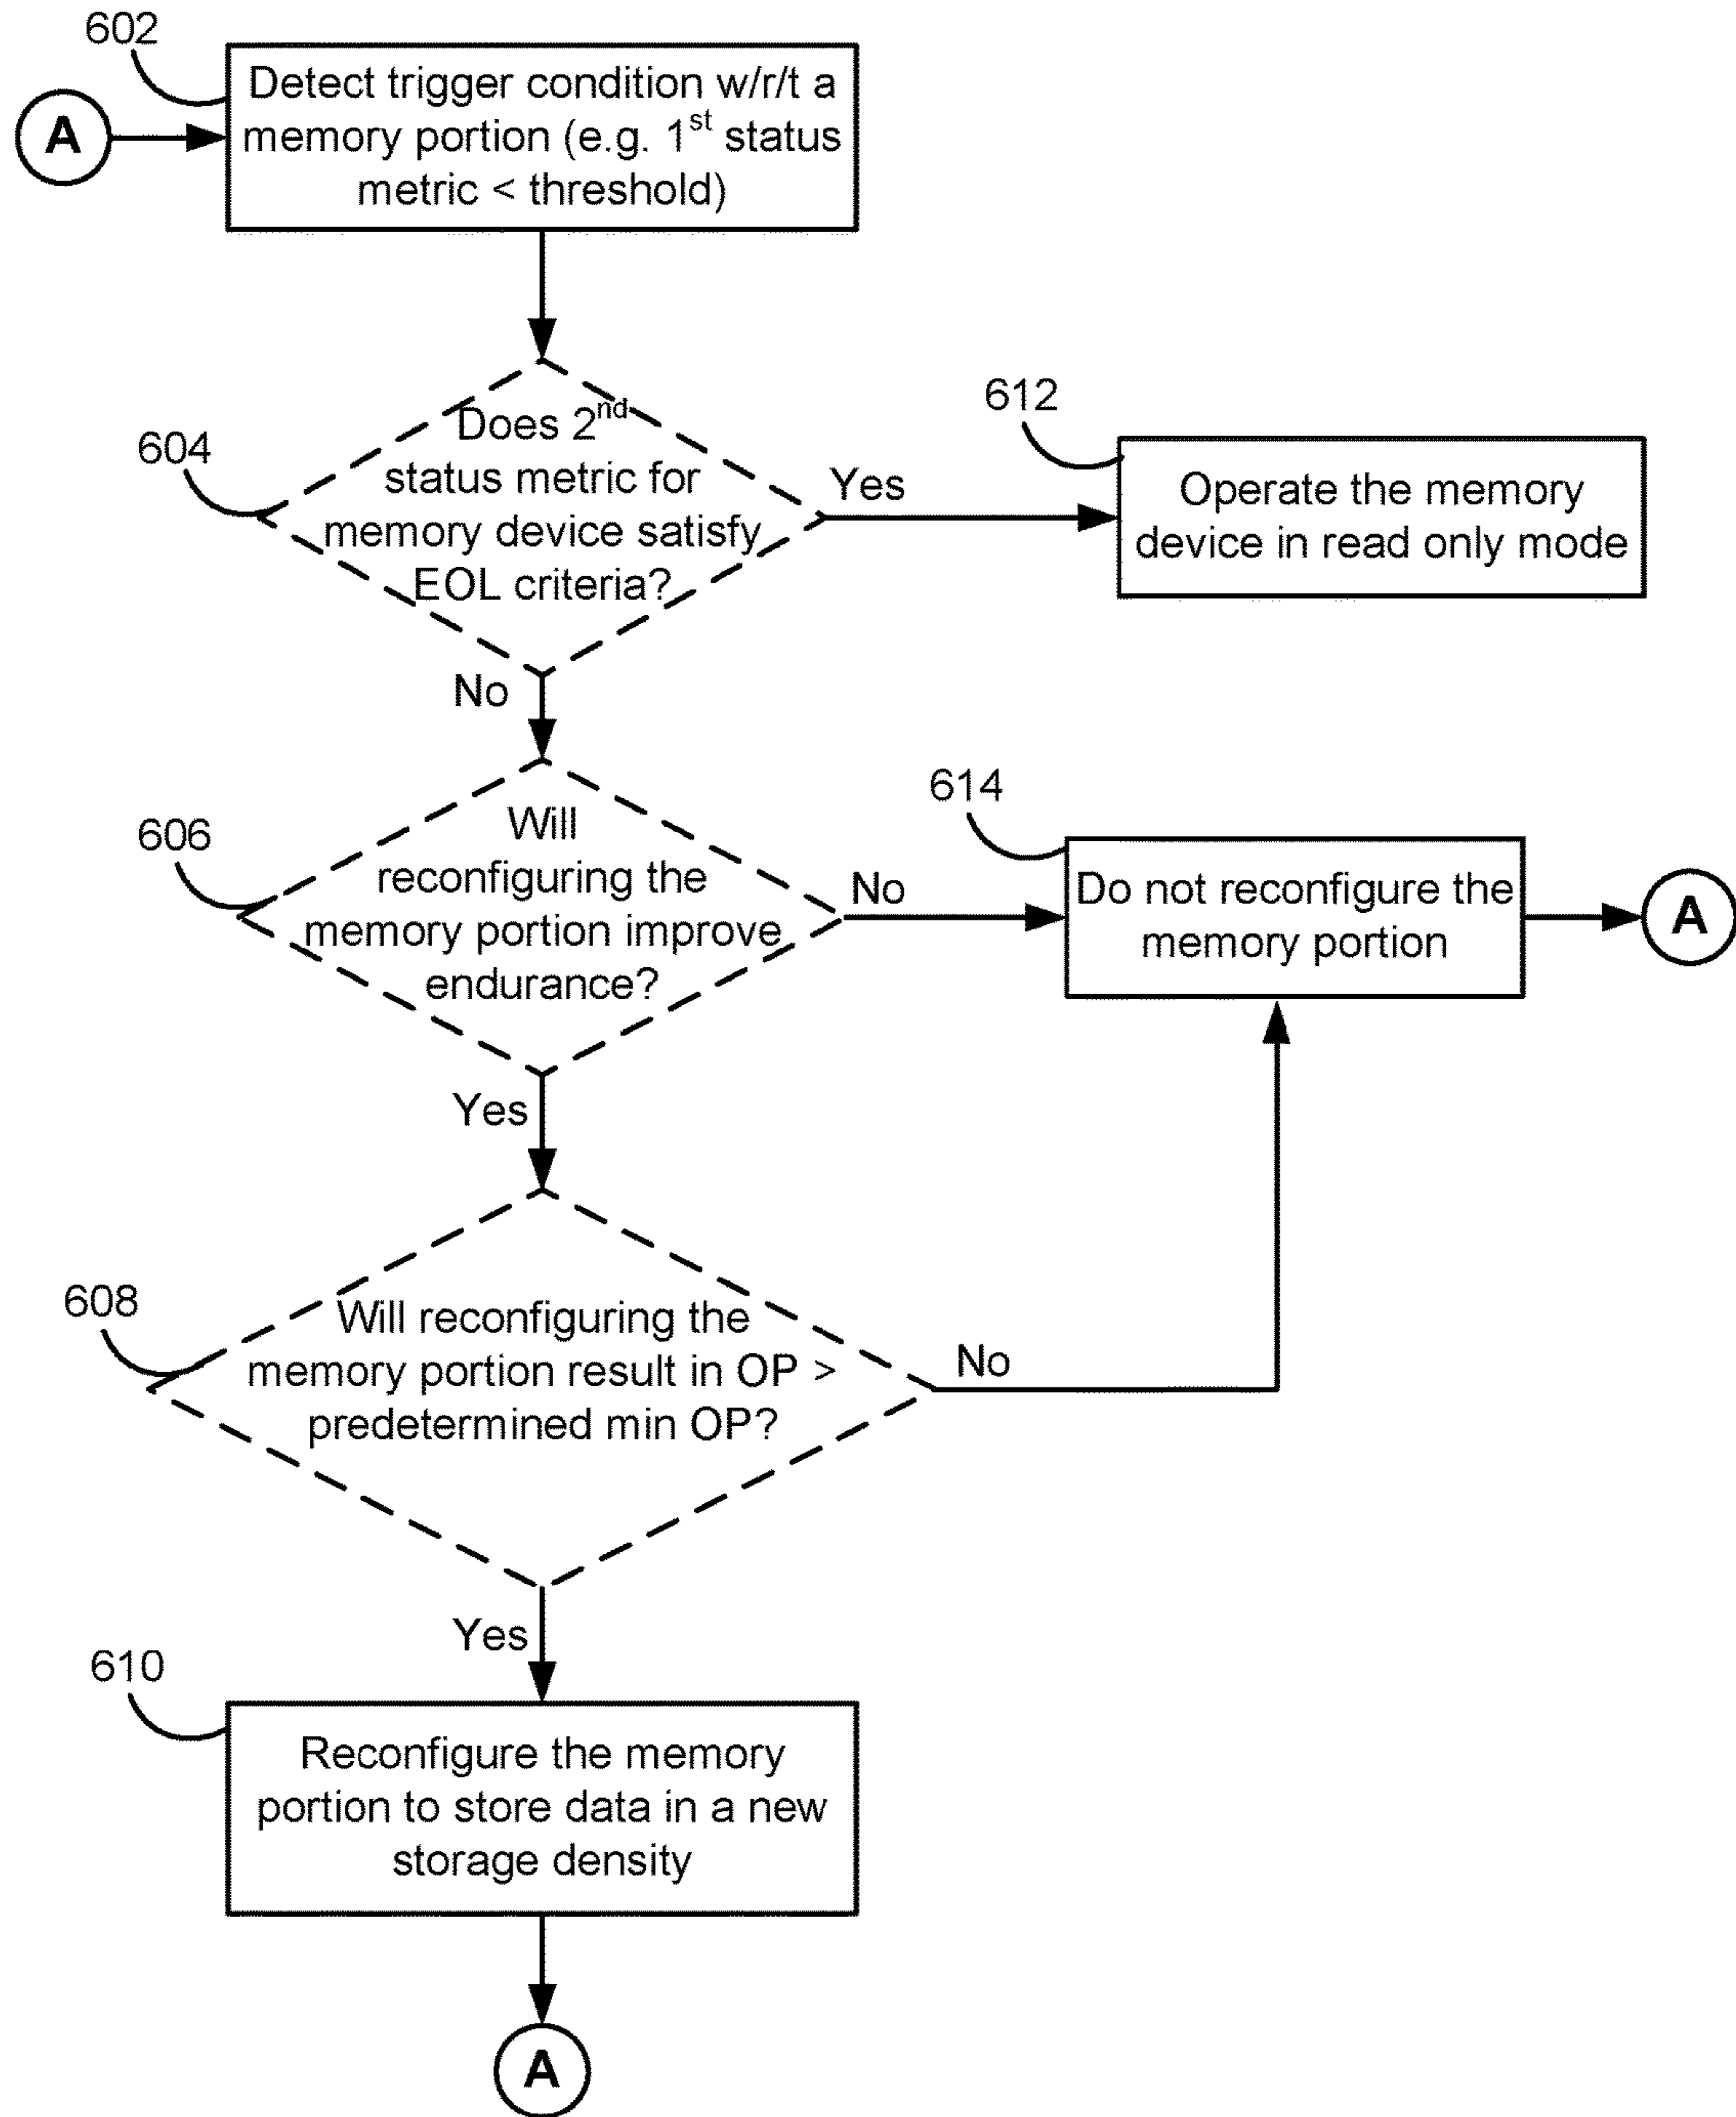 602
Detect trigger condition w/r/t a
memory portion (e.g. 1st status
metric < threshold)
A
Does 2nd
status metric for
memory device satisfy
EOL criteria?
604
Yes
612
Operate the memory
device in read only mode
No
Will
reconfiguring the
memory portion improve
endurance?
606
No
614
Do not reconfigure the
memory portion
A
Yes
608
Will reconfiguring the
memory portion result in OP >
predetermined min OP?
No
Yes
610
Reconfigure the memory
portion to store data in a new
storage density
A